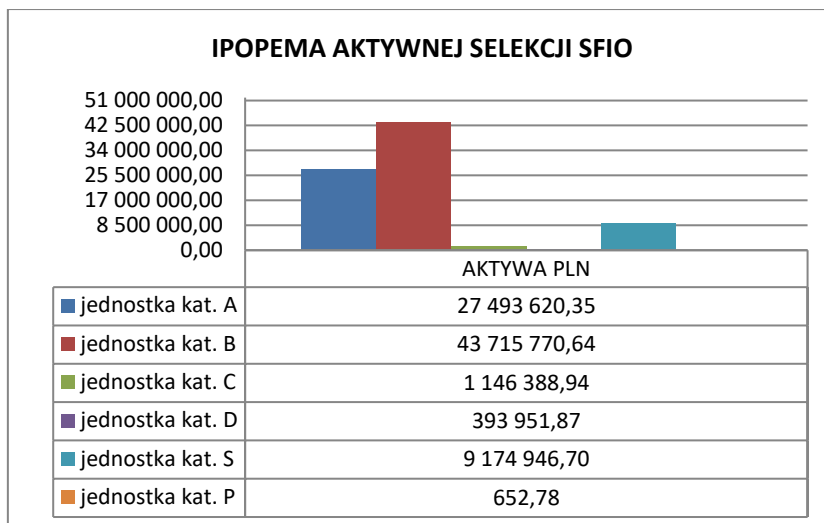 IPOPEMA AKTYWNEJ SELEKCJI SFIO
51 000 000,00
42 500 000,00
34 000 000,00
25 500 000,00
17 000 000,00
8 500 000,00
0,00
AKTYWA PLN
jednostka kat. A 27 493 620,35
jednostka kat. B 43 715 770,64
jednostka kat. C 1 146 388,94
jednostka kat. D 393 951,87
jednostka kat. S 9 174 946,70
jednostka kat. P 652,78